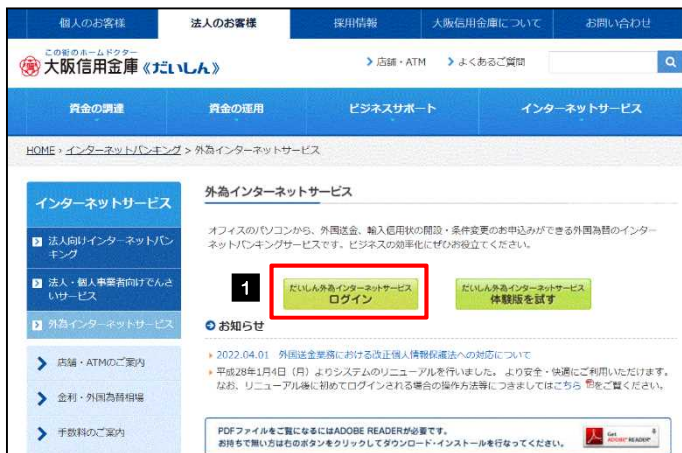 個人のお客様
法人のお客様
採用情報
大阪信用金庫について
お問い合わせ
この街のホームドクター
大阪信用金庫《だいしん》
店舗・ATM
よくあるご質問
資金の調達
資金の運用
ビジネスサポート
インターネットサービス
HOME › インターネットバンキング > 外為インターネットサービス
インターネットサービス
法人向けインターネットバン
キング
法人・個人事業者向けでんさ
いサービス
外為インターネットサービス
店舗・ATMのご案内
金利・外国為替相場
手数料のご案内
外為インターネットサービス
オフィスのパソコンから、外国送金、輸入信用状の開設・条件変更のお申込みができる外国為替のインター
ネットバンキングサービスです。ビジネスの効率化にぜひお役立てください。
1
だいしん外為インターネットサービス
ログイン
だいしん外為インターネットサービス
体験版を試す
お知らせ
2022.04.01 外国送金業務における改正個人情報保護法への対応について
平成28年1月4日（月）よりシステムのリニューアルを行いました。 より安全・快適にご利用いただけます。
なお、リニューアル後に初めてログインされる場合の操作方法等につきましてはこちら をご覧ください。
PDFファイルをご覧になるにはADOBE READERが必要です。
お持ちで無い方は右のボタンをクリックしてダウンロード・インストールを行なってください。
Get
ADOBE® READER®